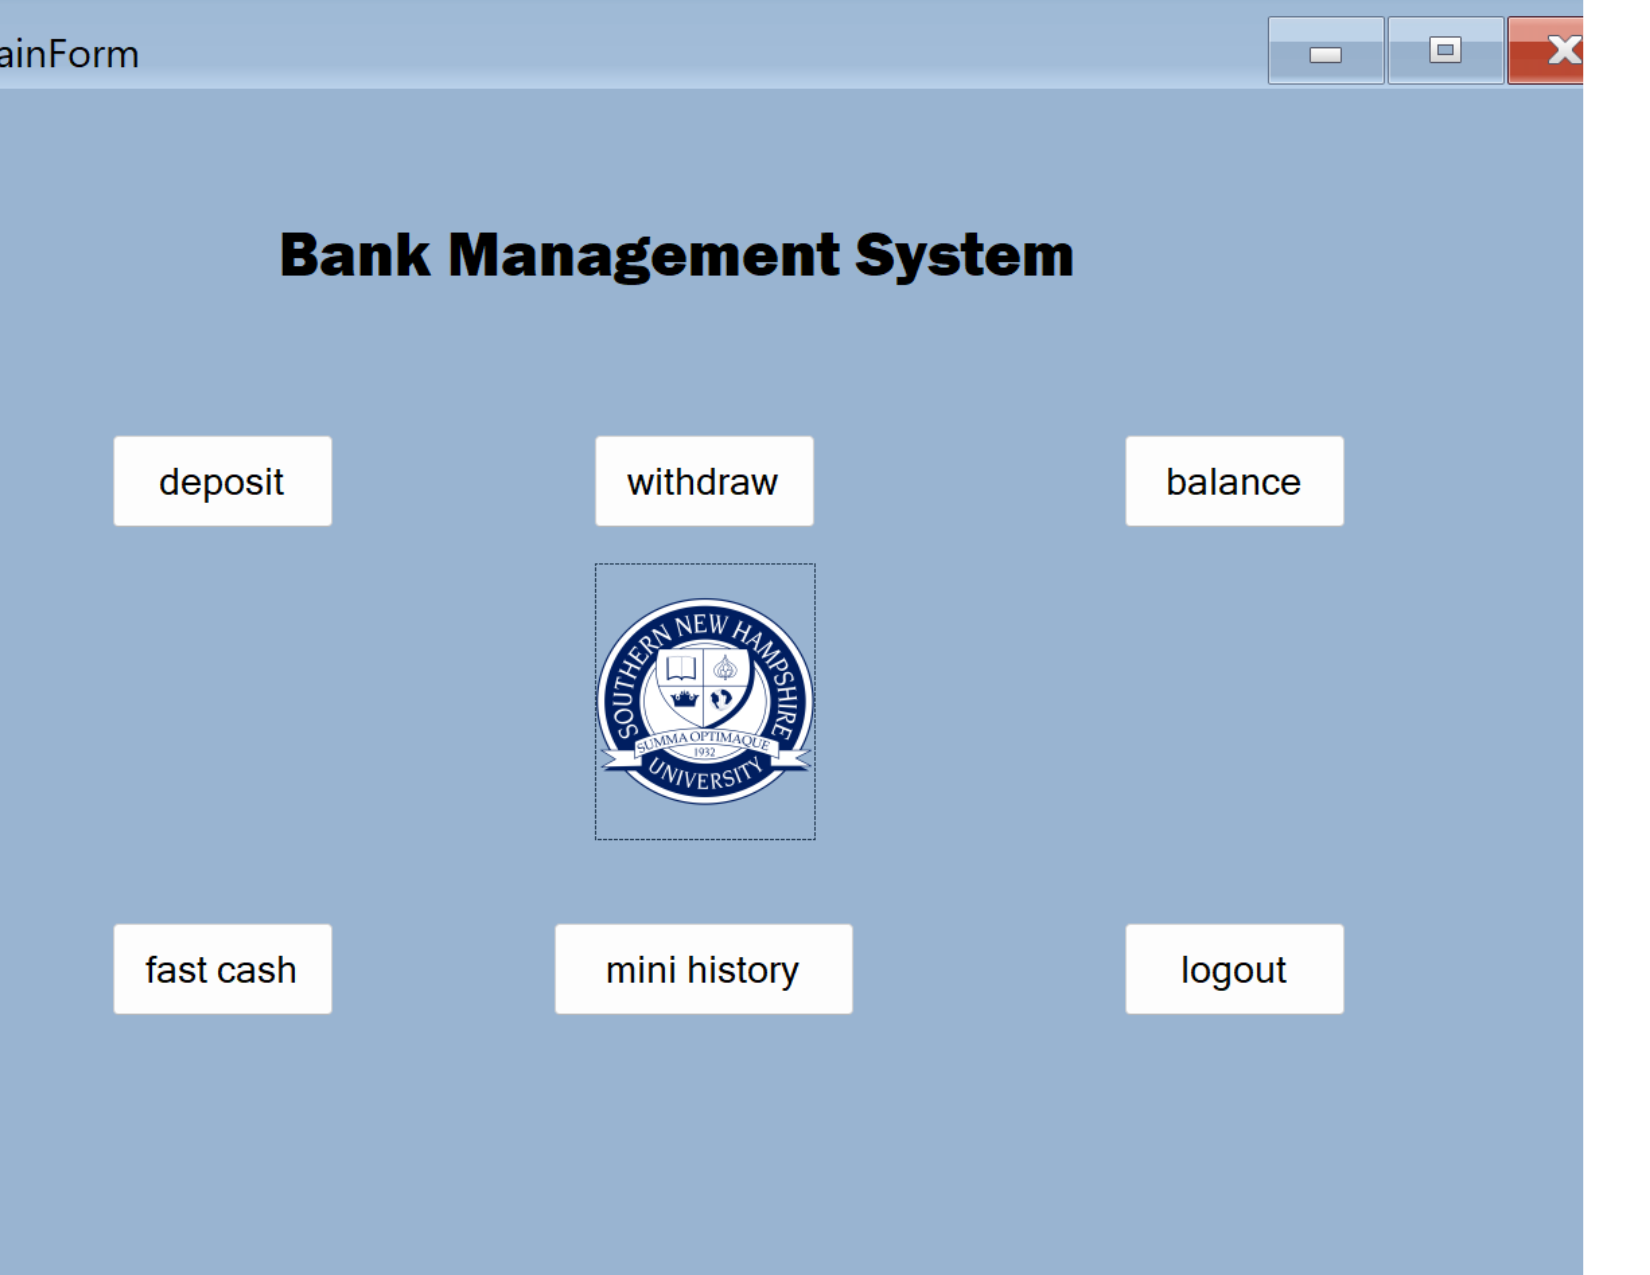 ainForm
Bank Management System
deposit
withdraw
balance
SOUTHERN NEW HAMPSHIRE
SUMMA OPTIMAQUE
1932
UNIVERSITY
fast cash
mini history
logout